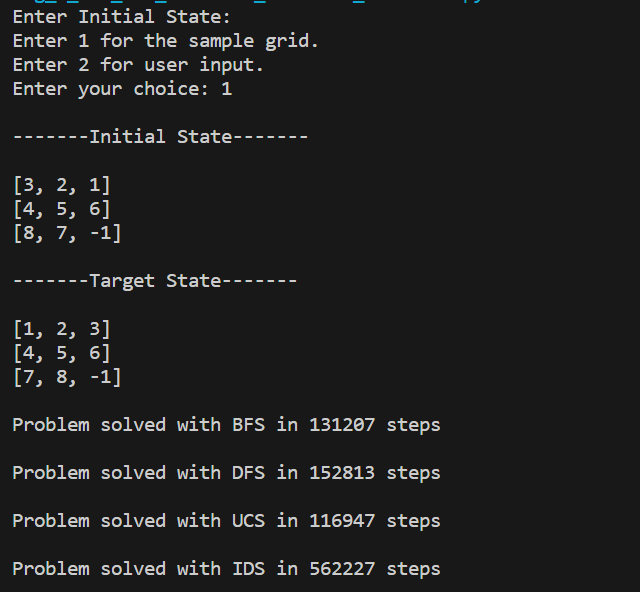 Enter Initial State:
Enter 1 for the sample grid.
Enter 2 for user input.
Enter your choice: 1
-------Initial State-------
[3, 2, 1]
[4, 5, 6]
[8, 7, -1]
-------Target State-------
[1, 2, 3]
[4, 5, 6]
[7, 8, -1]
Problem solved with BFS in 131207 steps
Problem solved with DFS in 152813 steps
Problem solved with UCS in 116947 steps
Problem solved with IDS in 562227 steps